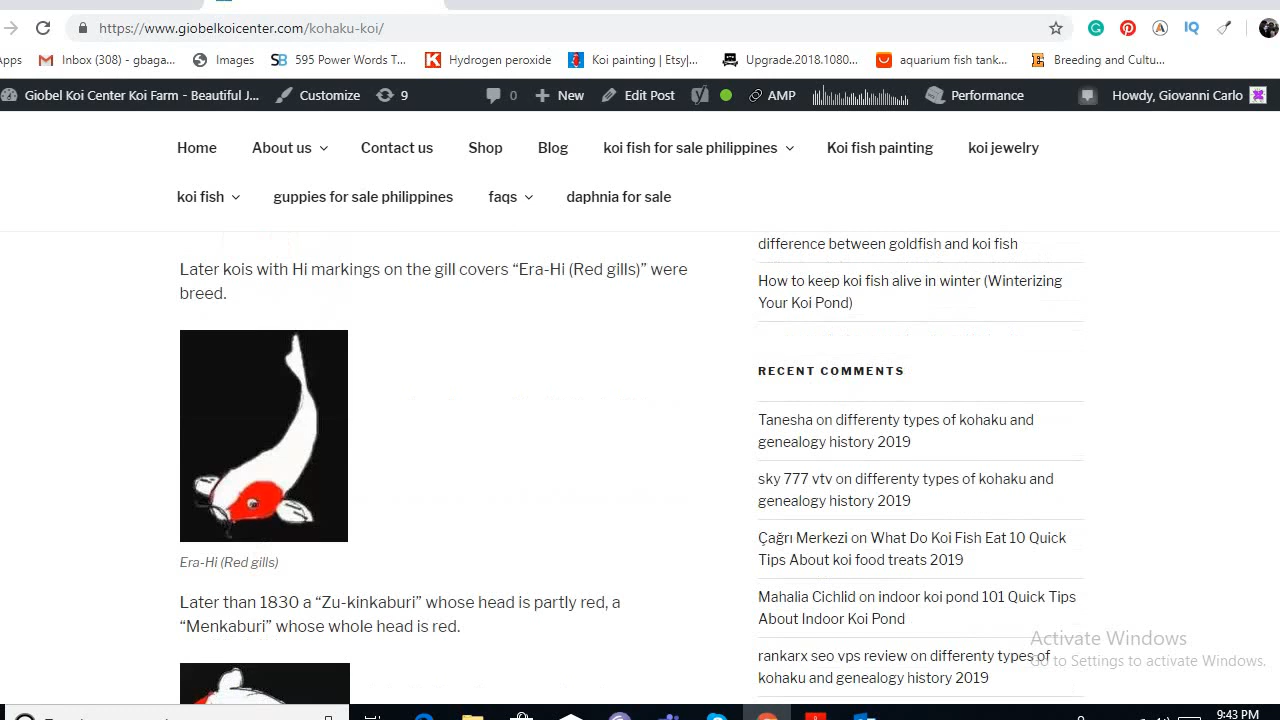 https://www.giobelkoicenter.com/kohaku-koi/
Inbox (308) - gbaga...
Images
SB 595 Power Words T...
K Hydrogen peroxide
Koi painting | Etsy|...
Upgrade.2018.1080...
aquarium fish tank...
Breeding and Cultu...
Giobel Koi Center Koi Farm - Beautiful J...
Customize
9
0
New
Edit Post
AMP
Performance
Howdy, Giovanni Carlo
Home
About us
Contact us
Shop
Blog
koi fish for sale philippines
Koi fish painting
koi jewelry
koi fish
guppies for sale philippines
faqs
daphnia for sale
Later kois with Hi markings on the gill covers “Era-Hi (Red gills)” were
breed.
Era-Hi (Red gills)
Later than 1830 a “Zu-kinkaburi” whose head is partly red, a
“Menkaburi” whose whole head is red.
difference between goldfish and koi fish
How to keep koi fish alive in winter (Winterizing
Your Koi Pond)
RECENT COMMENTS
Tanesha on differenty types of kohaku and
genealogy history 2019
sky 777 vtv on differenty types of kohaku and
genealogy history 2019
Çağrı Merkezi on What Do Koi Fish Eat 10 Quick
Tips About koi food treats 2019
Mahalia Cichlid on indoor koi pond 101 Quick Tips
About Indoor Koi Pond
rankarx seo vps review on differenty types of
kohaku and genealogy history 2019
Activate Windows
Go to Settings to activate Windows.
9:43 PM